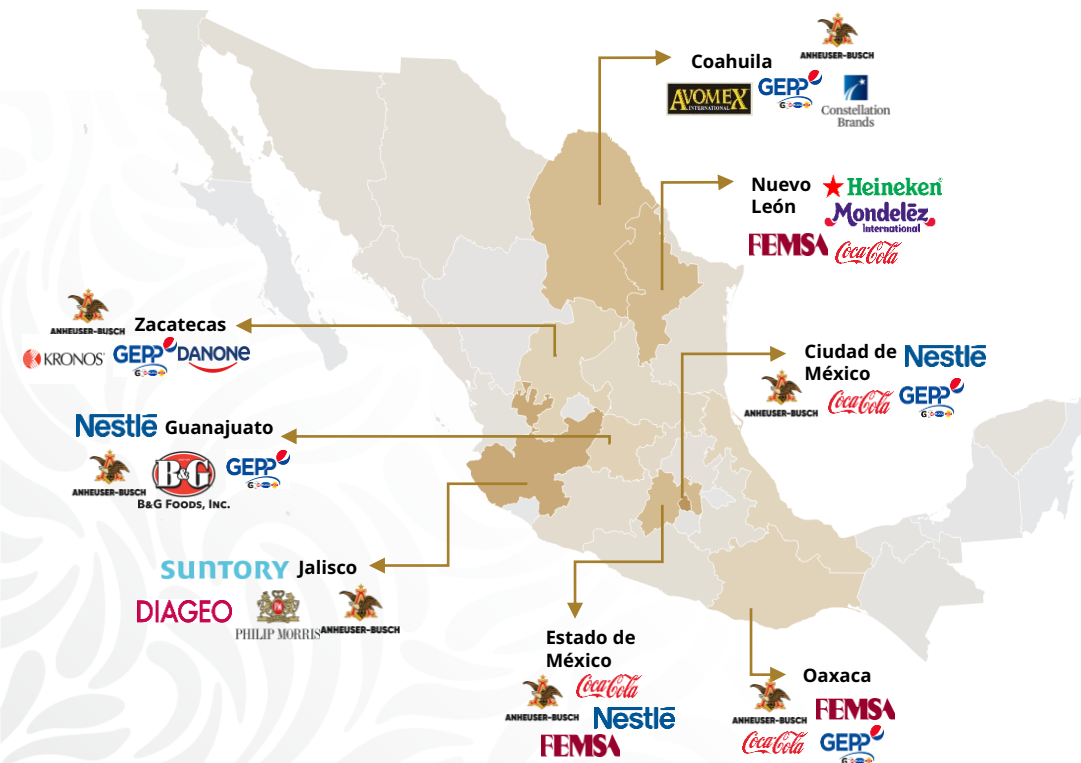 Coahuila
ANHEUSER-BUSCH
AVOMEX
INTERNATIONAL
GEPP
Constellation
Brands
Nuevo
León
Heineken
Mondelēz
International
FEMSA
Coca-Cola
ANHEUSER-BUSCH
Zacatecas
KRONOS
GEPP
DANONE
Ciudad de
México
Nestlé
ANHEUSER-BUSCH
Coca-Cola
GEPP
Nestlé
Guanajuato
ANHEUSER-BUSCH
B&G
B&G FOODS, INC.
GEPP
SUNTORY
Jalisco
DIAGEO
PHILIP MORRIS
ANHEUSER-BUSCH
Estado de
México
ANHEUSER-BUSCH
Coca-Cola
Nestlé
FEMSA
Oaxaca
ANHEUSER-BUSCH
FEMSA
Coca-Cola
GEPP